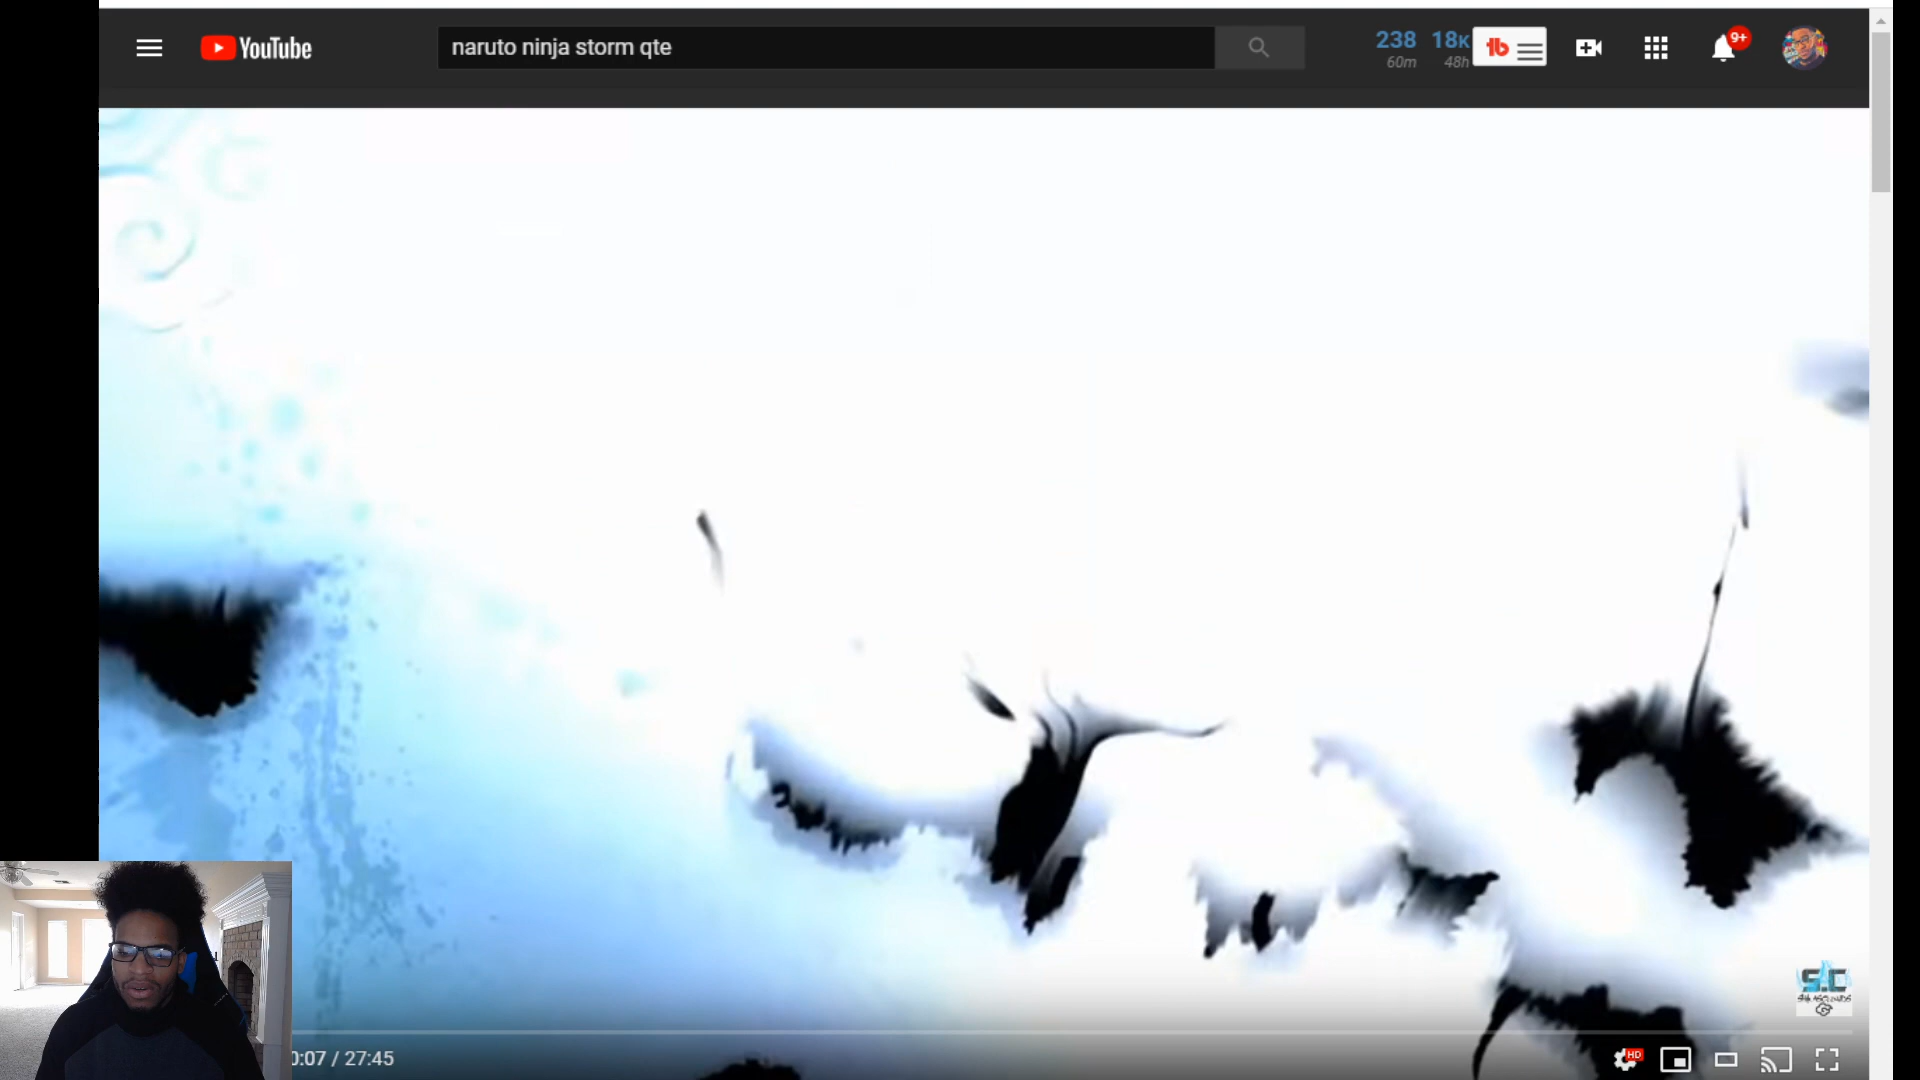 YouTube
naruto ninja storm qte
238 18K
60m 48h
9+
0:07 / 27:45
HD